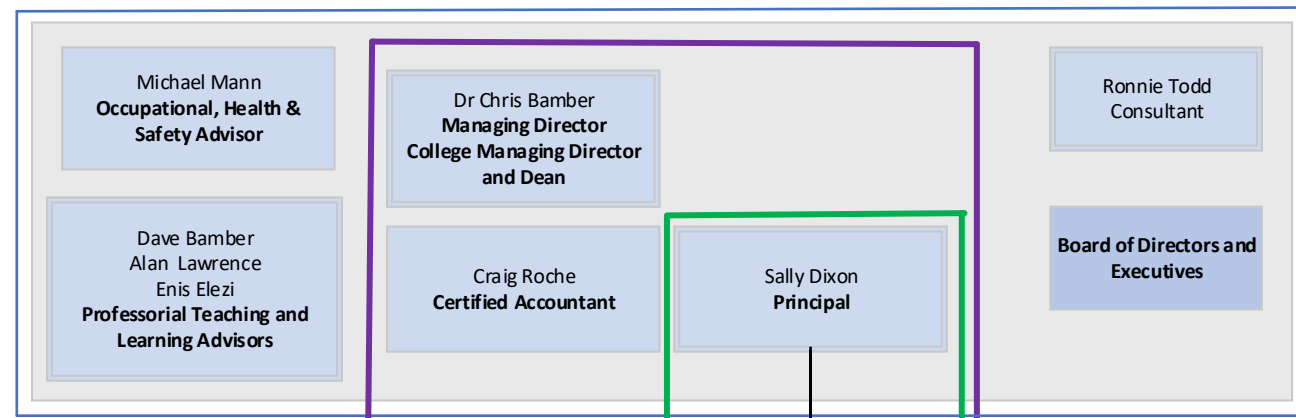 Michael Mann
Occupational, Health &
Safety Advisor
Dave Bamber
Alan Lawrence
Enis Elezi
Professorial Teaching and
Learning Advisors
Dr Chris Bamber
Managing Director
College Managing Director
and Dean
Craig Roche
Certified Accountant
Sally Dixon
Principal
Ronnie Todd
Consultant
Board of Directors and
Executives